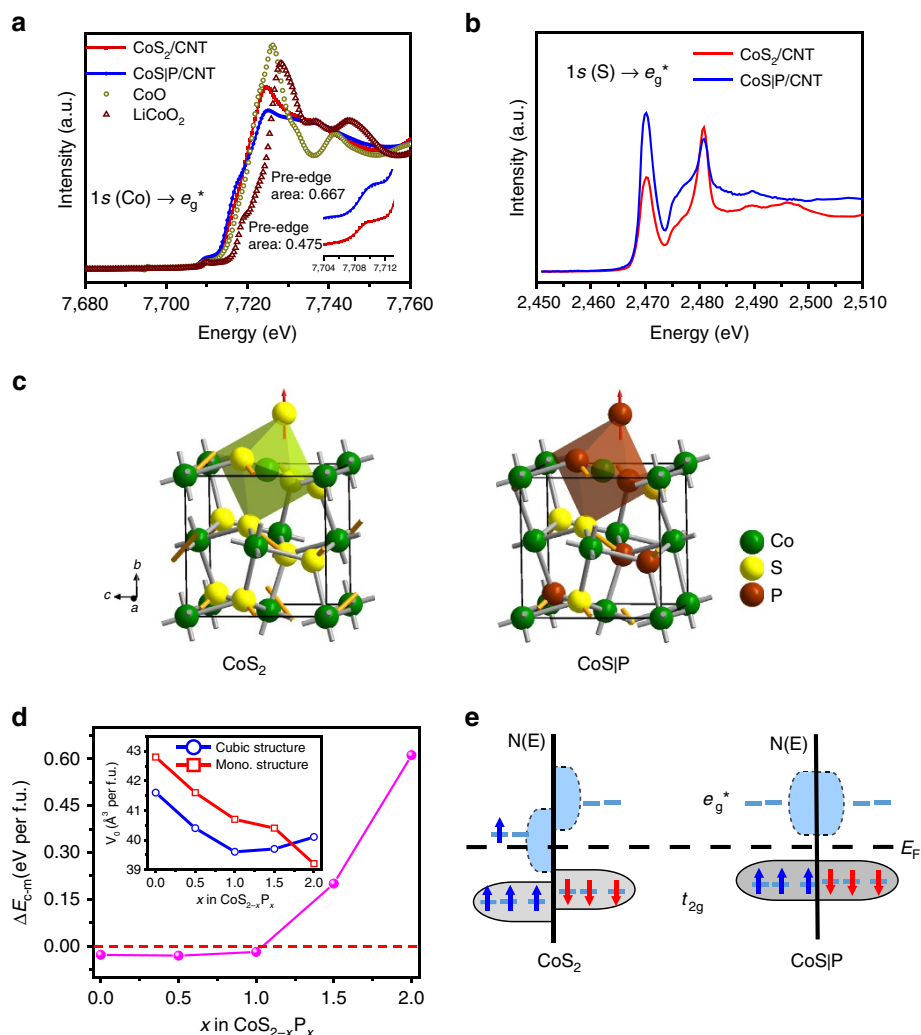 a
CoS2/CNT
CoS|P/CNT
CoO
LiCoO2
1s (Co) → eg*
Pre-edge
area: 0.667
Pre-edge
area: 0.475
7,704 7,708 7,712
Intensity (a.u.)
7,680 7,700 7,720 7,740 7,760
Energy (eV)
b
1s (S) → eg*
CoS2/CNT
CoS|P/CNT
Intensity (a.u.)
2,450 2,460 2,470 2,480 2,490 2,500 2,510
Energy (eV)
c
b
c
a
Co
S
P
CoS2
CoS|P
d
ΔEc-m(eV per f.u.)
0.60
0.45
0.30
0.15
0.00
0.0 0.5 1.0 1.5 2.0
x in CoS2−xPx
Cubic structure
Mono. structure
V0 (Å3 per f.u.)
43
42
41
40
39
0.0 0.5 1.0 1.5 2.0
x in CoS2−xPx
e
N(E)
N(E)
eg*
EF
t2g
CoS2
CoS|P